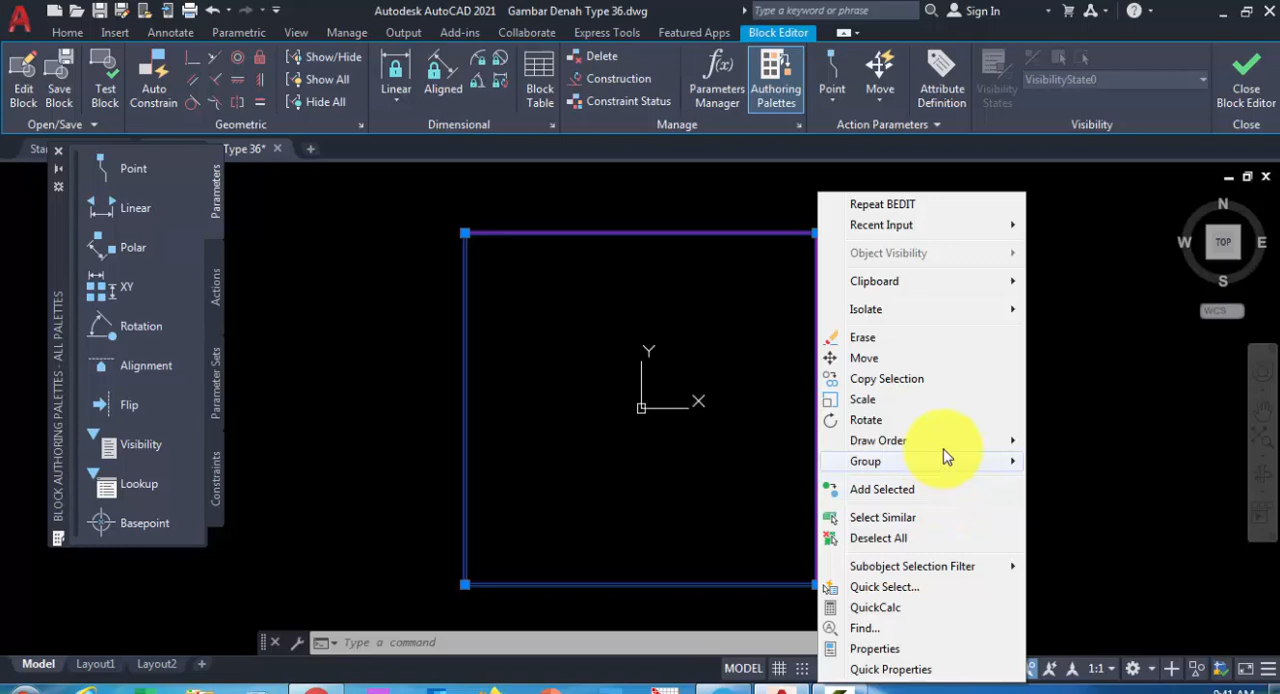 Autodesk AutoCAD 2021 Gambar Denah Type 36.dwg
Type a keyword or phrase
Sign In
Home Insert Annotate Parametric View Manage Output Add-ins Collaborate Express Tools Featured Apps Block Editor
Edit Block
Save Block
Test Block
Auto Constrain
Show/Hide
Show All
Hide All
Linear
Aligned
Block Table
Delete
Construction
Constraint Status
Parameters Manager
Authoring Palettes
Point
Move
Attribute Definition
Visibility States
VisibilityState0
Close Block Editor
Open/Save
Geometric
Dimensional
Manage
Action Parameters
Visibility
Close
Sta
Type 36*
Point
Linear
Polar
XY
Rotation
Alignment
Flip
Visibility
Lookup
Basepoint
Parameters
Actions
Parameter Sets
Constraints
BLOCK AUTHORING PALETTES - ALL PALETTES
Y
X
Repeat BEDIT
Recent Input
Object Visibility
Clipboard
Isolate
Erase
Move
Copy Selection
Scale
Rotate
Draw Order
Group
Add Selected
Select Similar
Deselect All
Subobject Selection Filter
Quick Select...
QuickCalc
Find...
Properties
Quick Properties
N
W TOP E
S
WCS
Type a command
Model Layout1 Layout2 +
MODEL
1:1